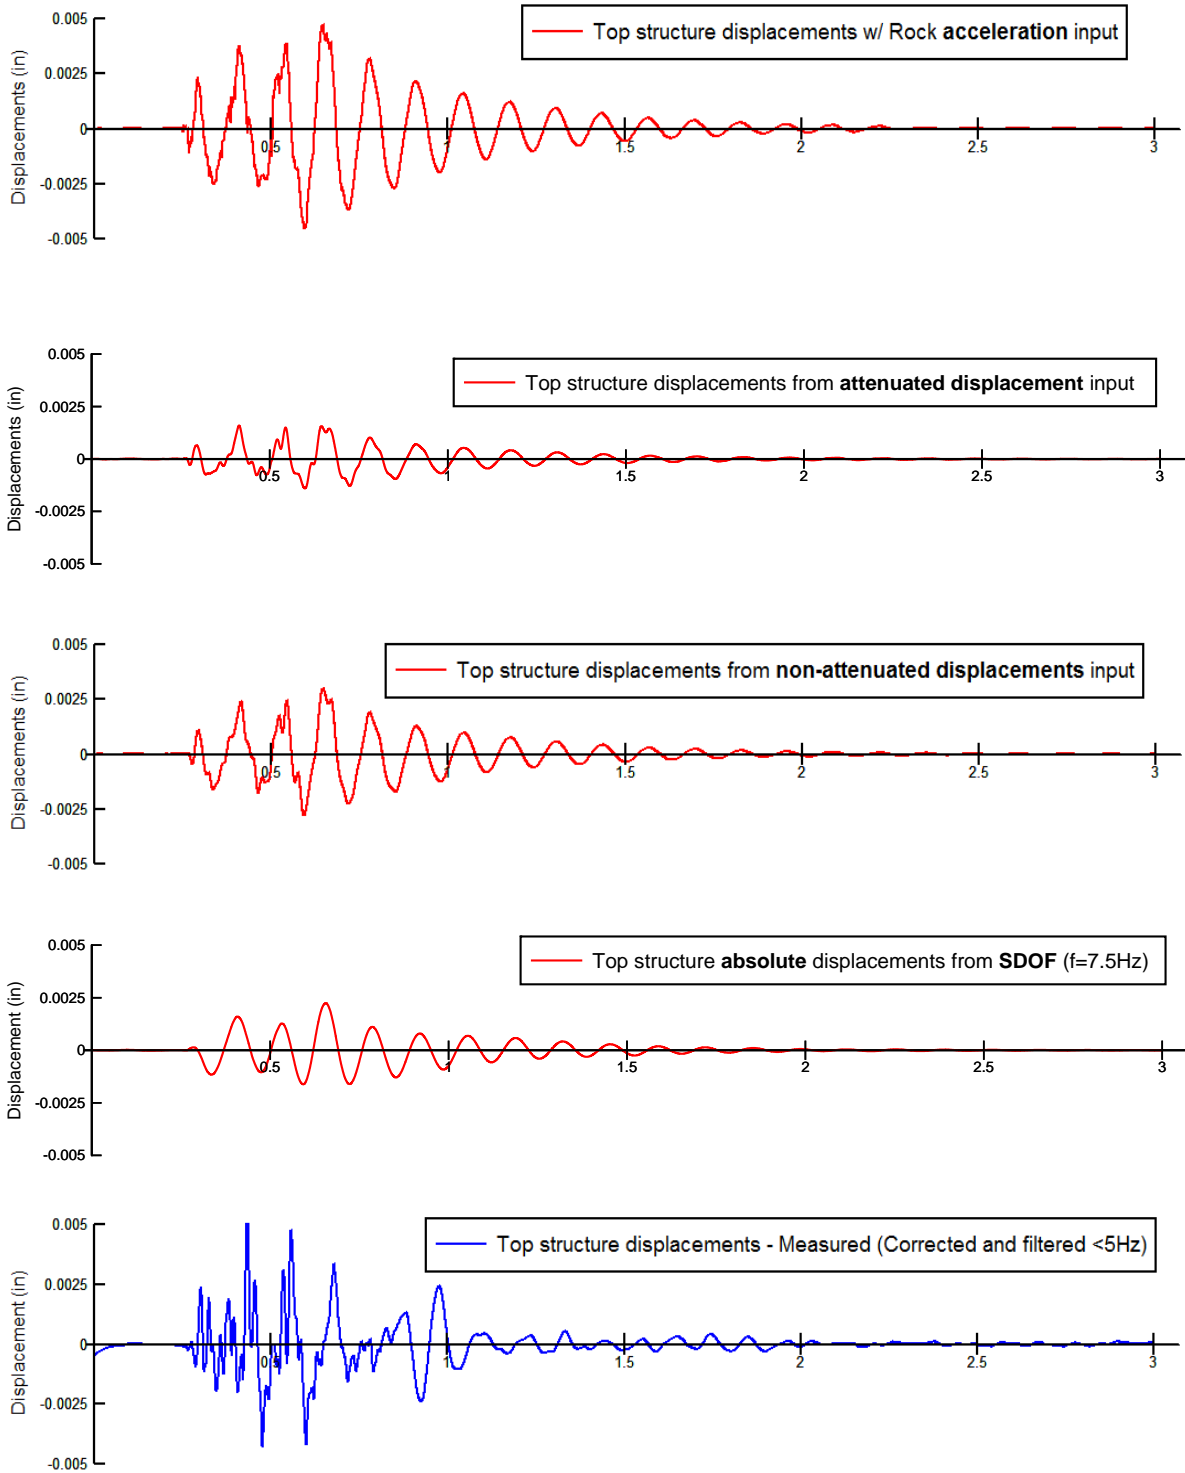 0.005
Top structure displacements w/ Rock acceleration input
0.0025
0
0.5 1 1.5 2 2.5 3
-0.0025
-0.005
Displacements (in)
0.005
Top structure displacements from attenuated displacement input
0.0025
0
0.5 1 1.5 2 2.5 3
-0.0025
-0.005
Displacements (in)
0.005
Top structure displacements from non-attenuated displacements input
0.0025
0
0.5 1 1.5 2 2.5 3
-0.0025
-0.005
Displacements (in)
0.005
Top structure absolute displacements from SDOF (f=7.5Hz)
0.0025
0
0.5 1 1.5 2 2.5 3
-0.0025
-0.005
Displacement (in)
0.005
Top structure displacements - Measured (Corrected and filtered <5Hz)
0.0025
0
0.5 1 1.5 2 2.5 3
-0.0025
-0.005
Displacement (in)